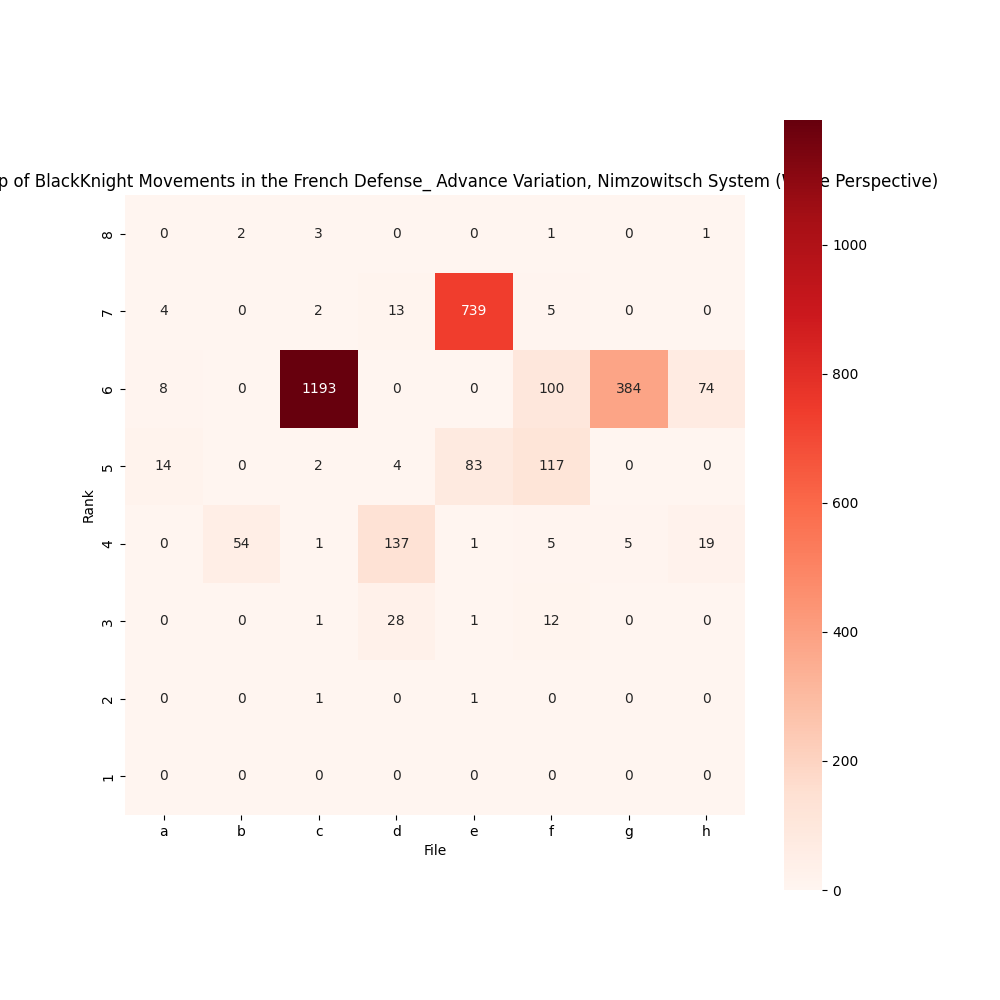 p of BlackKnight Movements in the French Defense_ Advance Variation, Nimzowitsch System (White Perspective)
8 0 2 3 0 0 1 0 1
7 4 0 2 13 739 5 0 0
6 8 0 1193 0 0 100 384 74
5 14 0 2 4 83 117 0 0
4 0 54 1 137 1 5 5 19
3 0 0 1 28 1 12 0 0
2 0 0 1 0 1 0 0 0
1 0 0 0 0 0 0 0 0
Rank
a b c d e f g h
File
1000
800
600
400
200
0